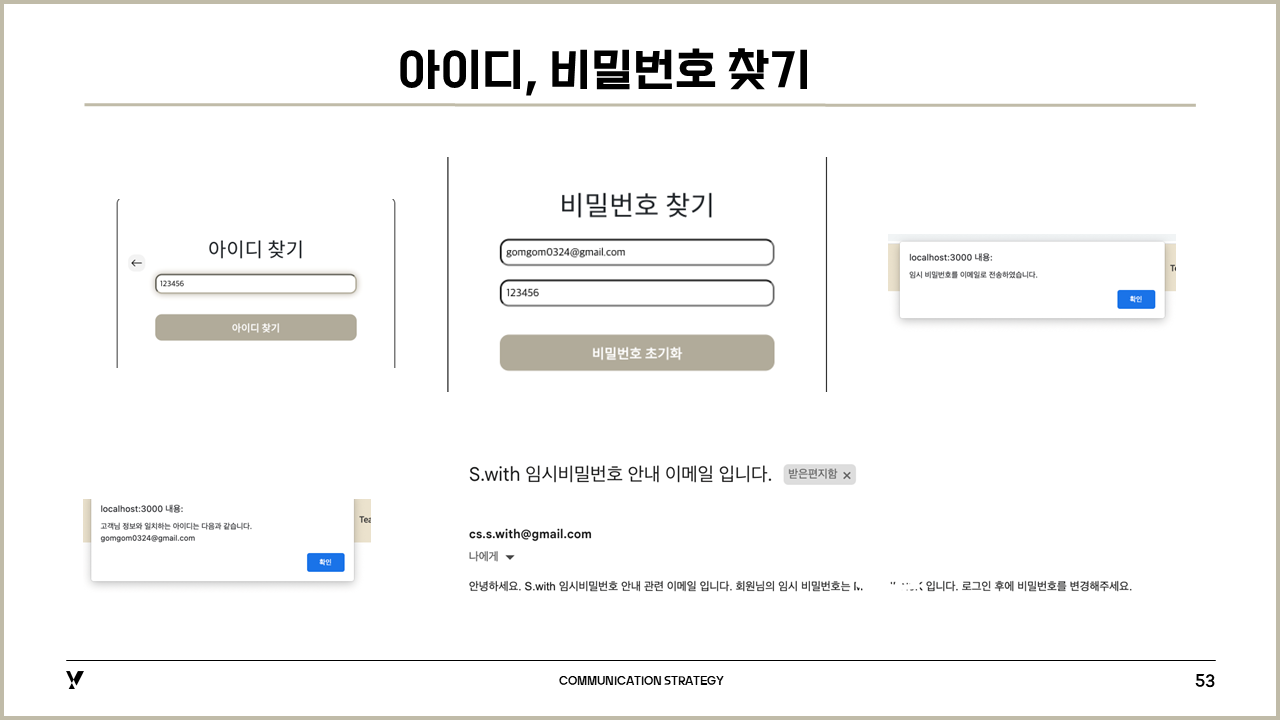 아이디, 비밀번호 찾기
아이디 찾기
123456
아이디 찾기
비밀번호 찾기
gomgom0324@gmail.com
123456
비밀번호 초기화
localhost:3000 내용:
임시 비밀번호를 이메일로 전송하였습니다.
확인
localhost:3000 내용:
고객님 정보와 일치하는 아이디는 다음과 같습니다.
gomgom0324@gmail.com
확인
S.with 임시비밀번호 안내 이메일 입니다. 받은편지함 ×
cs.s.with@gmail.com
나에게
안녕하세요. S.with 임시비밀번호 안내 관련 이메일 입니다. 회원님의 임시 비밀번호는 입니다. 로그인 후에 비밀번호를 변경해주세요.
COMMUNICATION STRATEGY
53